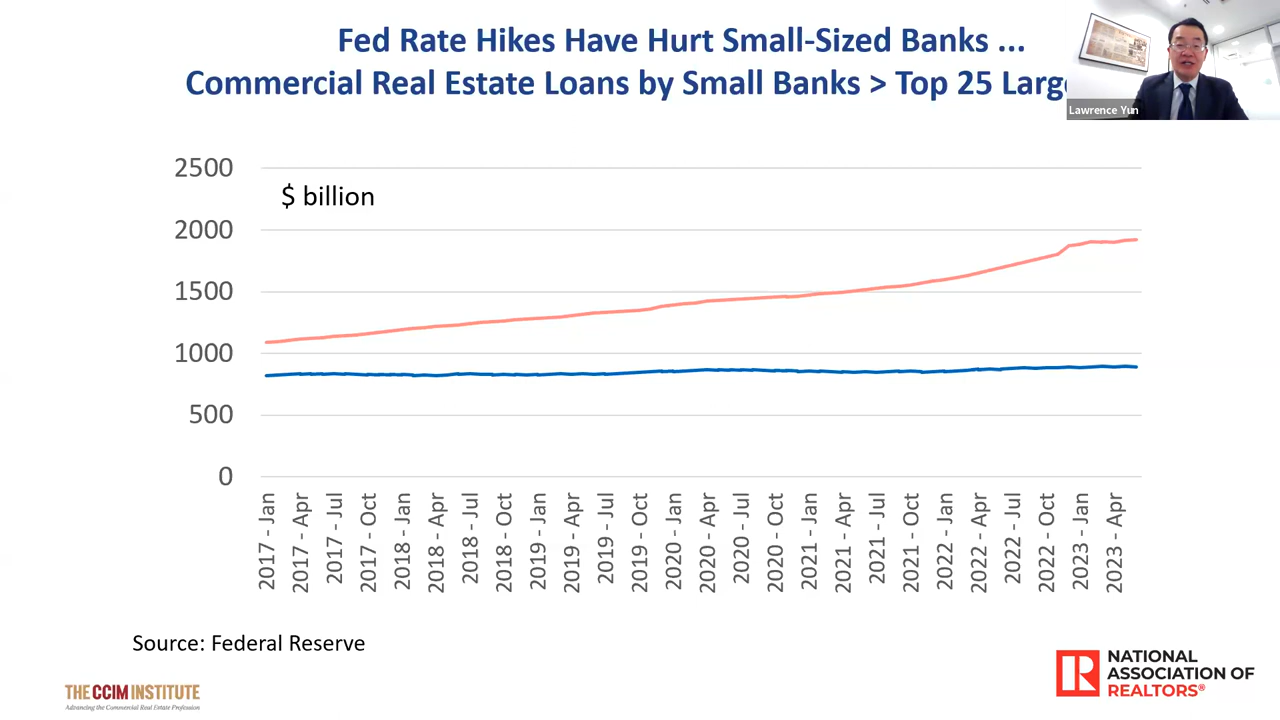 Fed Rate Hikes Have Hurt Small-Sized Banks ...
Commercial Real Estate Loans by Small Banks > Top 25 Large
Lawrence Yun
2500
$ billion
2000
1500
1000
500
0
2017 - Jan
2017 - Apr
2017 - Jul
2017 - Oct
2018 - Jan
2018 - Apr
2018 - Jul
2018 - Oct
2019 - Jan
2019 - Apr
2019 - Jul
2019 - Oct
2020 - Jan
2020 - Apr
2020 - Jul
2020 - Oct
2021 - Jan
2021 - Apr
2021 - Jul
2021 - Oct
2022 - Jan
2022 - Apr
2022 - Jul
2022 - Oct
2023 - Jan
2023 - Apr
Source: Federal Reserve
THE CCIM INSTITUTE
Advancing the Commercial Real Estate Profession
R
NATIONAL
ASSOCIATION OF
REALTORS®